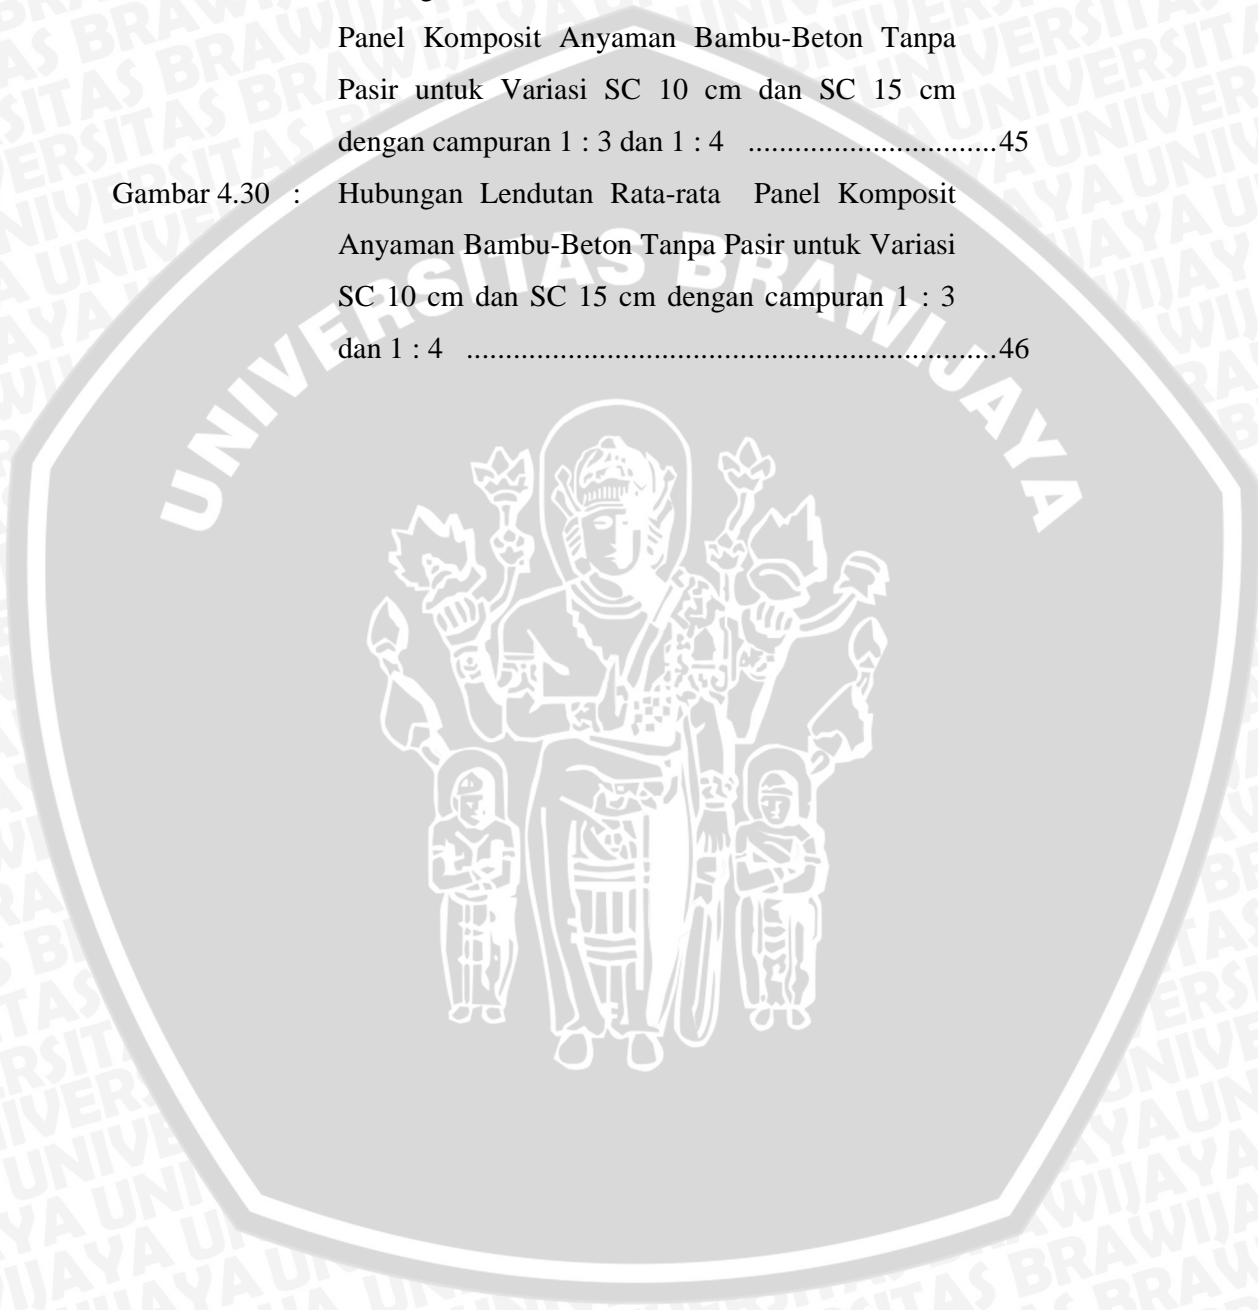 Panel Komposit Anyaman Bambu-Beton Tanpa
Pasir untuk Variasi SC 10 cm dan SC 15 cm
dengan campuran 1 : 3 dan 1 : 4 ................................45
Gambar 4.30 : Hubungan Lendutan Rata-rata Panel Komposit
Anyaman Bambu-Beton Tanpa Pasir untuk Variasi
SC 10 cm dan SC 15 cm dengan campuran 1 : 3
dan 1 : 4 ....................................................................46
UNIVERSITAS BRAWIJAYA